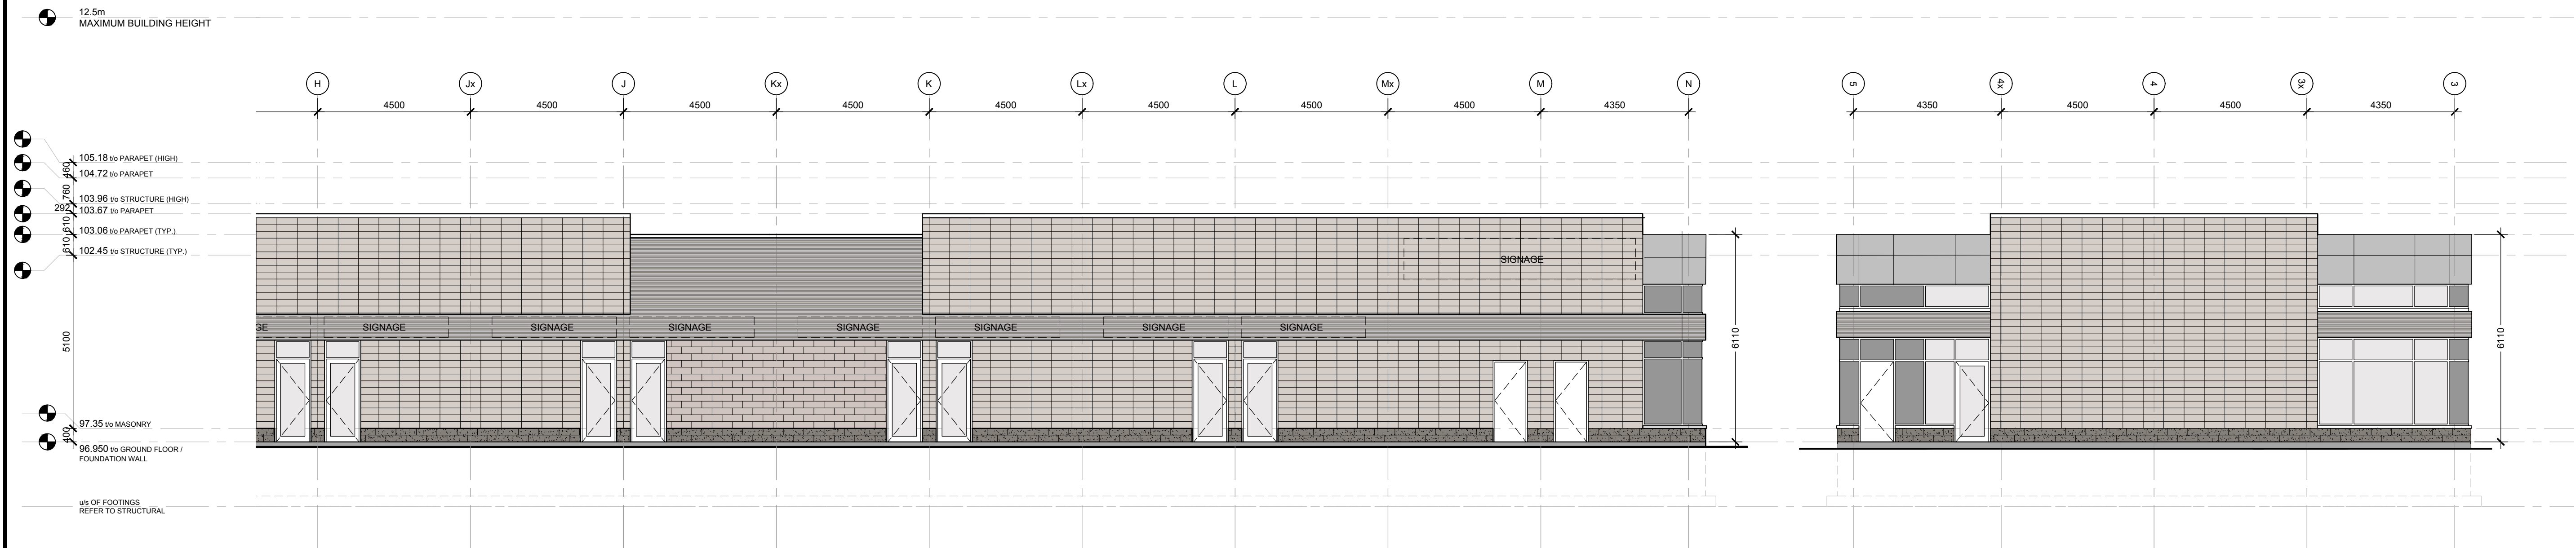 12.5m
MAXIMUM BUILDING HEIGHT
H Jx J Kx K Lx L Mx M N 5 4x 4 3x 3
4500 4500 4500 4500 4500 4500 4500 4500 4350 4350 4500 4500 4350
105.18 t/o PARAPET (HIGH)
460
104.72 t/o PARAPET
760
103.96 t/o STRUCTURE (HIGH)
292
103.67 t/o PARAPET
610
103.06 t/o PARAPET (TYP.)
610
102.45 t/o STRUCTURE (TYP.)
SIGNAGE
GE SIGNAGE SIGNAGE SIGNAGE SIGNAGE SIGNAGE SIGNAGE SIGNAGE
5100
6110 6110
97.35 t/o MASONRY
400
96.950 t/o GROUND FLOOR /
FOUNDATION WALL
u/s OF FOOTINGS
REFER TO STRUCTURAL